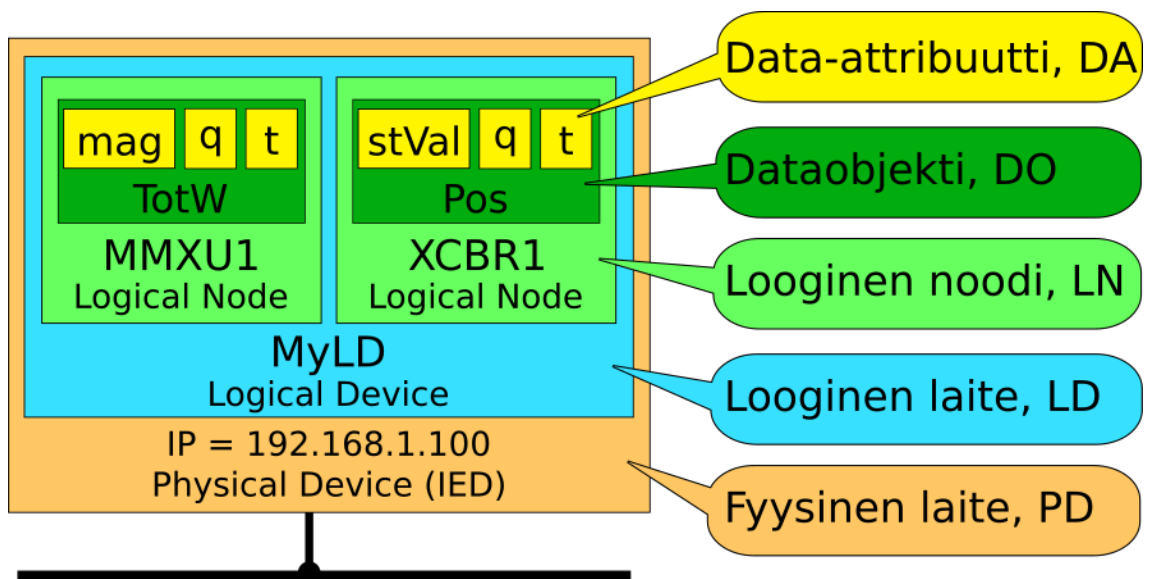 mag q t
TotW
MMXU1
Logical Node
stVal q t
Pos
XCBR1
Logical Node
MyLD
Logical Device
IP = 192.168.1.100
Physical Device (IED)
Data-attribuutti, DA
Dataobjekti, DO
Looginen noodi, LN
Looginen laite, LD
Fyysinen laite, PD